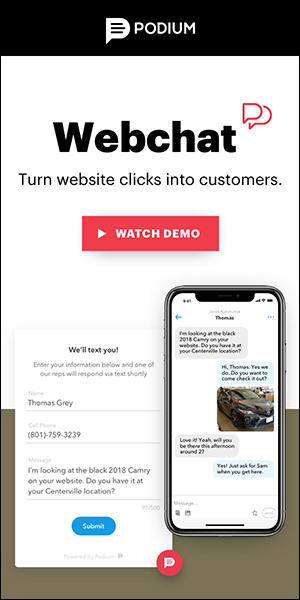 PODIUM
Webchat
Turn website clicks into customers.
WATCH DEMO
We'll text you!
Enter your information below and one of
our reps will respond via text shortly
Name
Thomas Grey
Cell Phone
(801)-759-3239
Message
I'm looking at the black 2018 Camry
on your website. Do you have it at
your Centerville location?
97/500
Submit
Powered by Podium
9:41
Jones Automotive
Thomas
I'm looking at the black
2018 Camry on your
website. Do you have it at
your Centerville location?
Hi, Thomas. Yes we
do. Do you want to
come check it out?
Love it! Yeah, will you
be there this afternoon
around 2?
Yes! Just ask for Sam
when you get here.
Message...
send